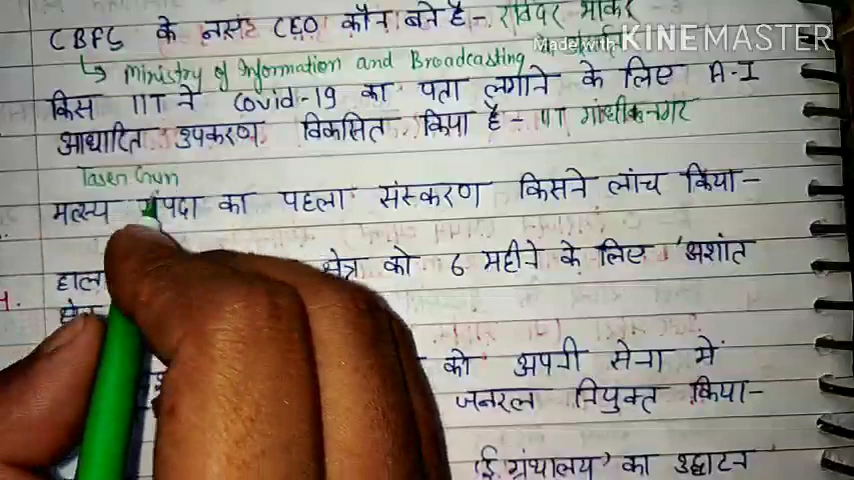 CBFC के नए CEO कौन बने है- रविंदर भाकर
↳ Ministry of Information and Broadcasting
Made with KINEMASTER
किस IIT ने Covid-19 का पता लगाने के लिए A-I
आधारित उपकरण विकसित किया है- IIT गांधीनगर
मत्स्य संपदा का पहला संस्करण किसने लांच किया-
क्षेत्र को 6 महीने के लिए 'अशांत
को अपनी सेना में
जनरल नियुक्त किया-
ई ग्रंथालय' का उद्घाटन